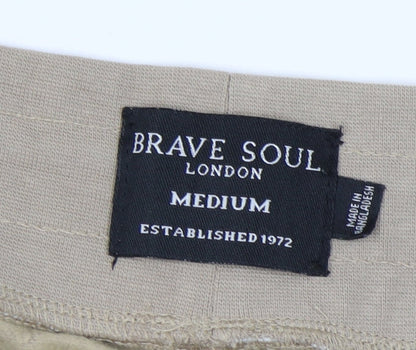 BRAVE SOUL
LONDON
MEDIUM
ESTABLISHED 1972
MADE IN
BANGLADESH